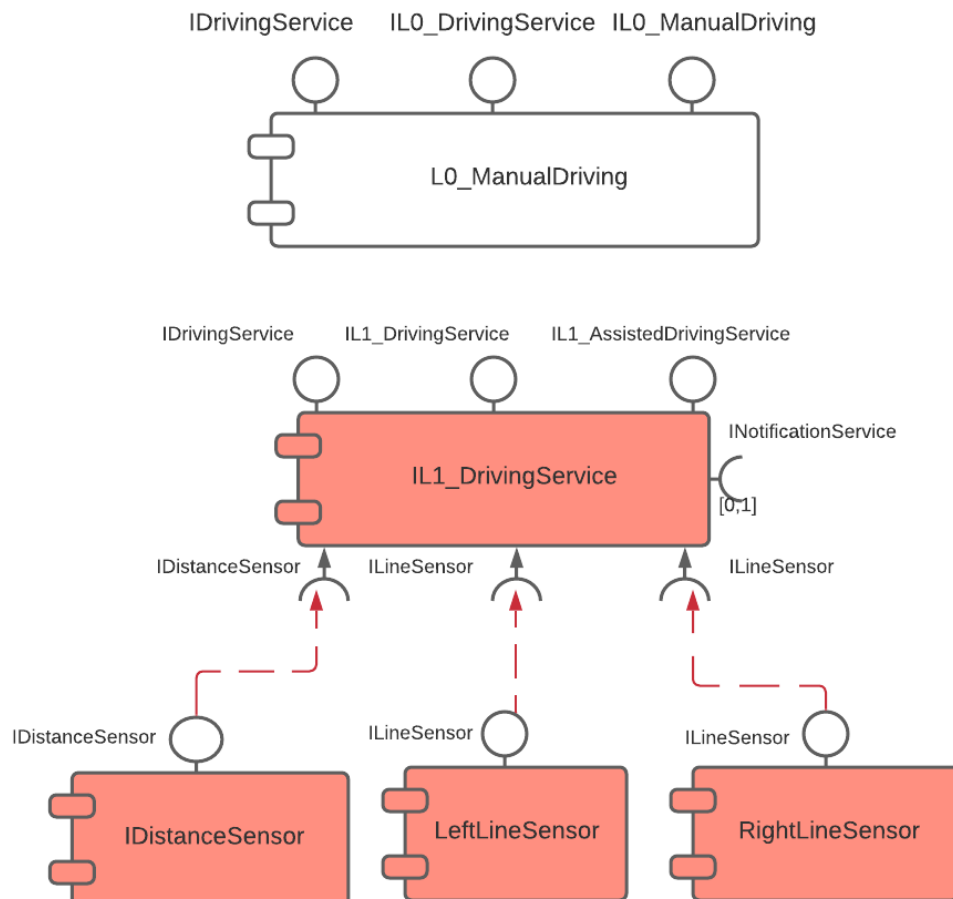 IDrivingService IL0_DrivingService IL0_ManualDriving
L0_ManualDriving
IDrivingService IL1_DrivingService IL1_AssistedDrivingService
INotificationService
IL1_DrivingService
[0,1]
IDistanceSensor ILineSensor ILineSensor
IDistanceSensor ILineSensor ILineSensor
IDistanceSensor LeftLineSensor RightLineSensor